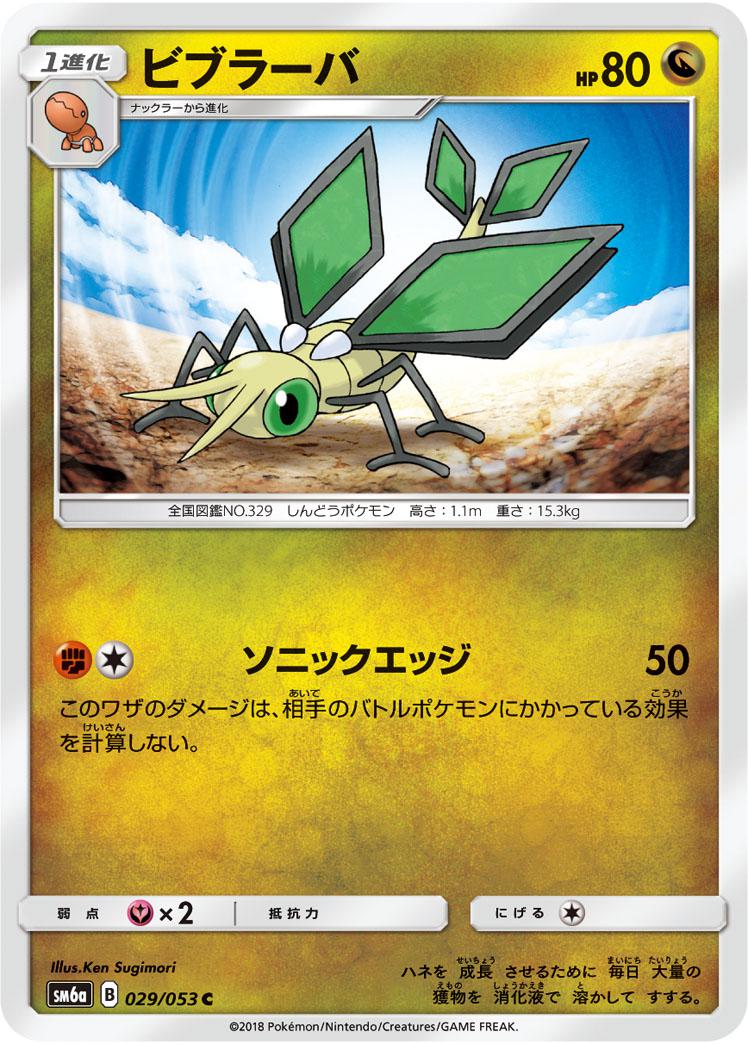 1進化 ビブラーバ HP80
ナックラーから進化
全国図鑑NO.329 しんどうポケモン 高さ:1.1m 重さ:15.3kg
ソニックエッジ 50
このワザのダメージは、相手のバトルポケモンにかかっている効果
を計算しない。
弱点 ×2 抵抗力 にげる
Illus.Ken Sugimori
ハネを 成長 させるために 毎日 大量の
獲物を 消化液で 溶かして すする。
SM6a B 029/053 C
©2018 Pokémon/Nintendo/Creatures/GAME FREAK.